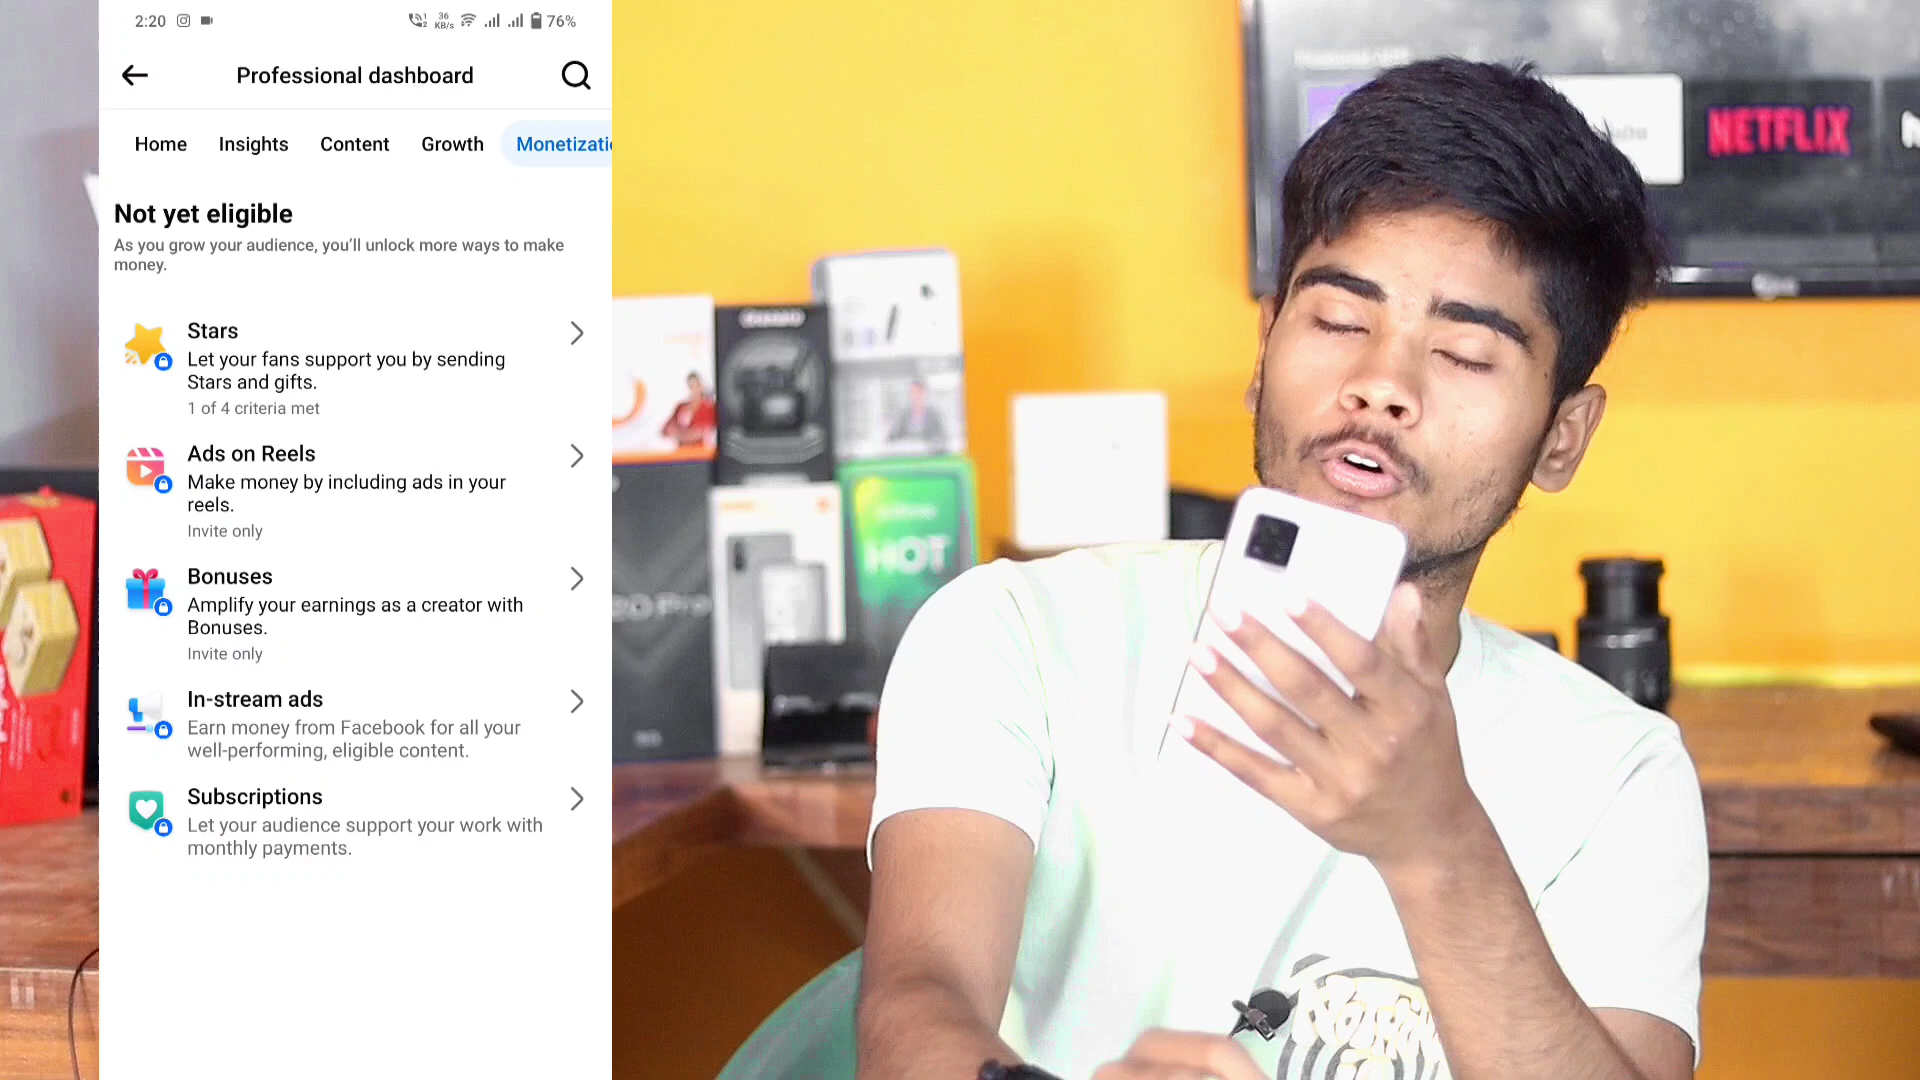 2:20
36
KB/s
76%
Professional dashboard
Home Insights Content Growth Monetizati
Not yet eligible
As you grow your audience, you’ll unlock more ways to make
money.
Stars
Let your fans support you by sending
Stars and gifts.
1 of 4 criteria met
Ads on Reels
Make money by including ads in your
reels.
Invite only
Bonuses
Amplify your earnings as a creator with
Bonuses.
Invite only
In-stream ads
Earn money from Facebook for all your
well-performing, eligible content.
Subscriptions
Let your audience support your work with
monthly payments.
NETFLIX
HOT